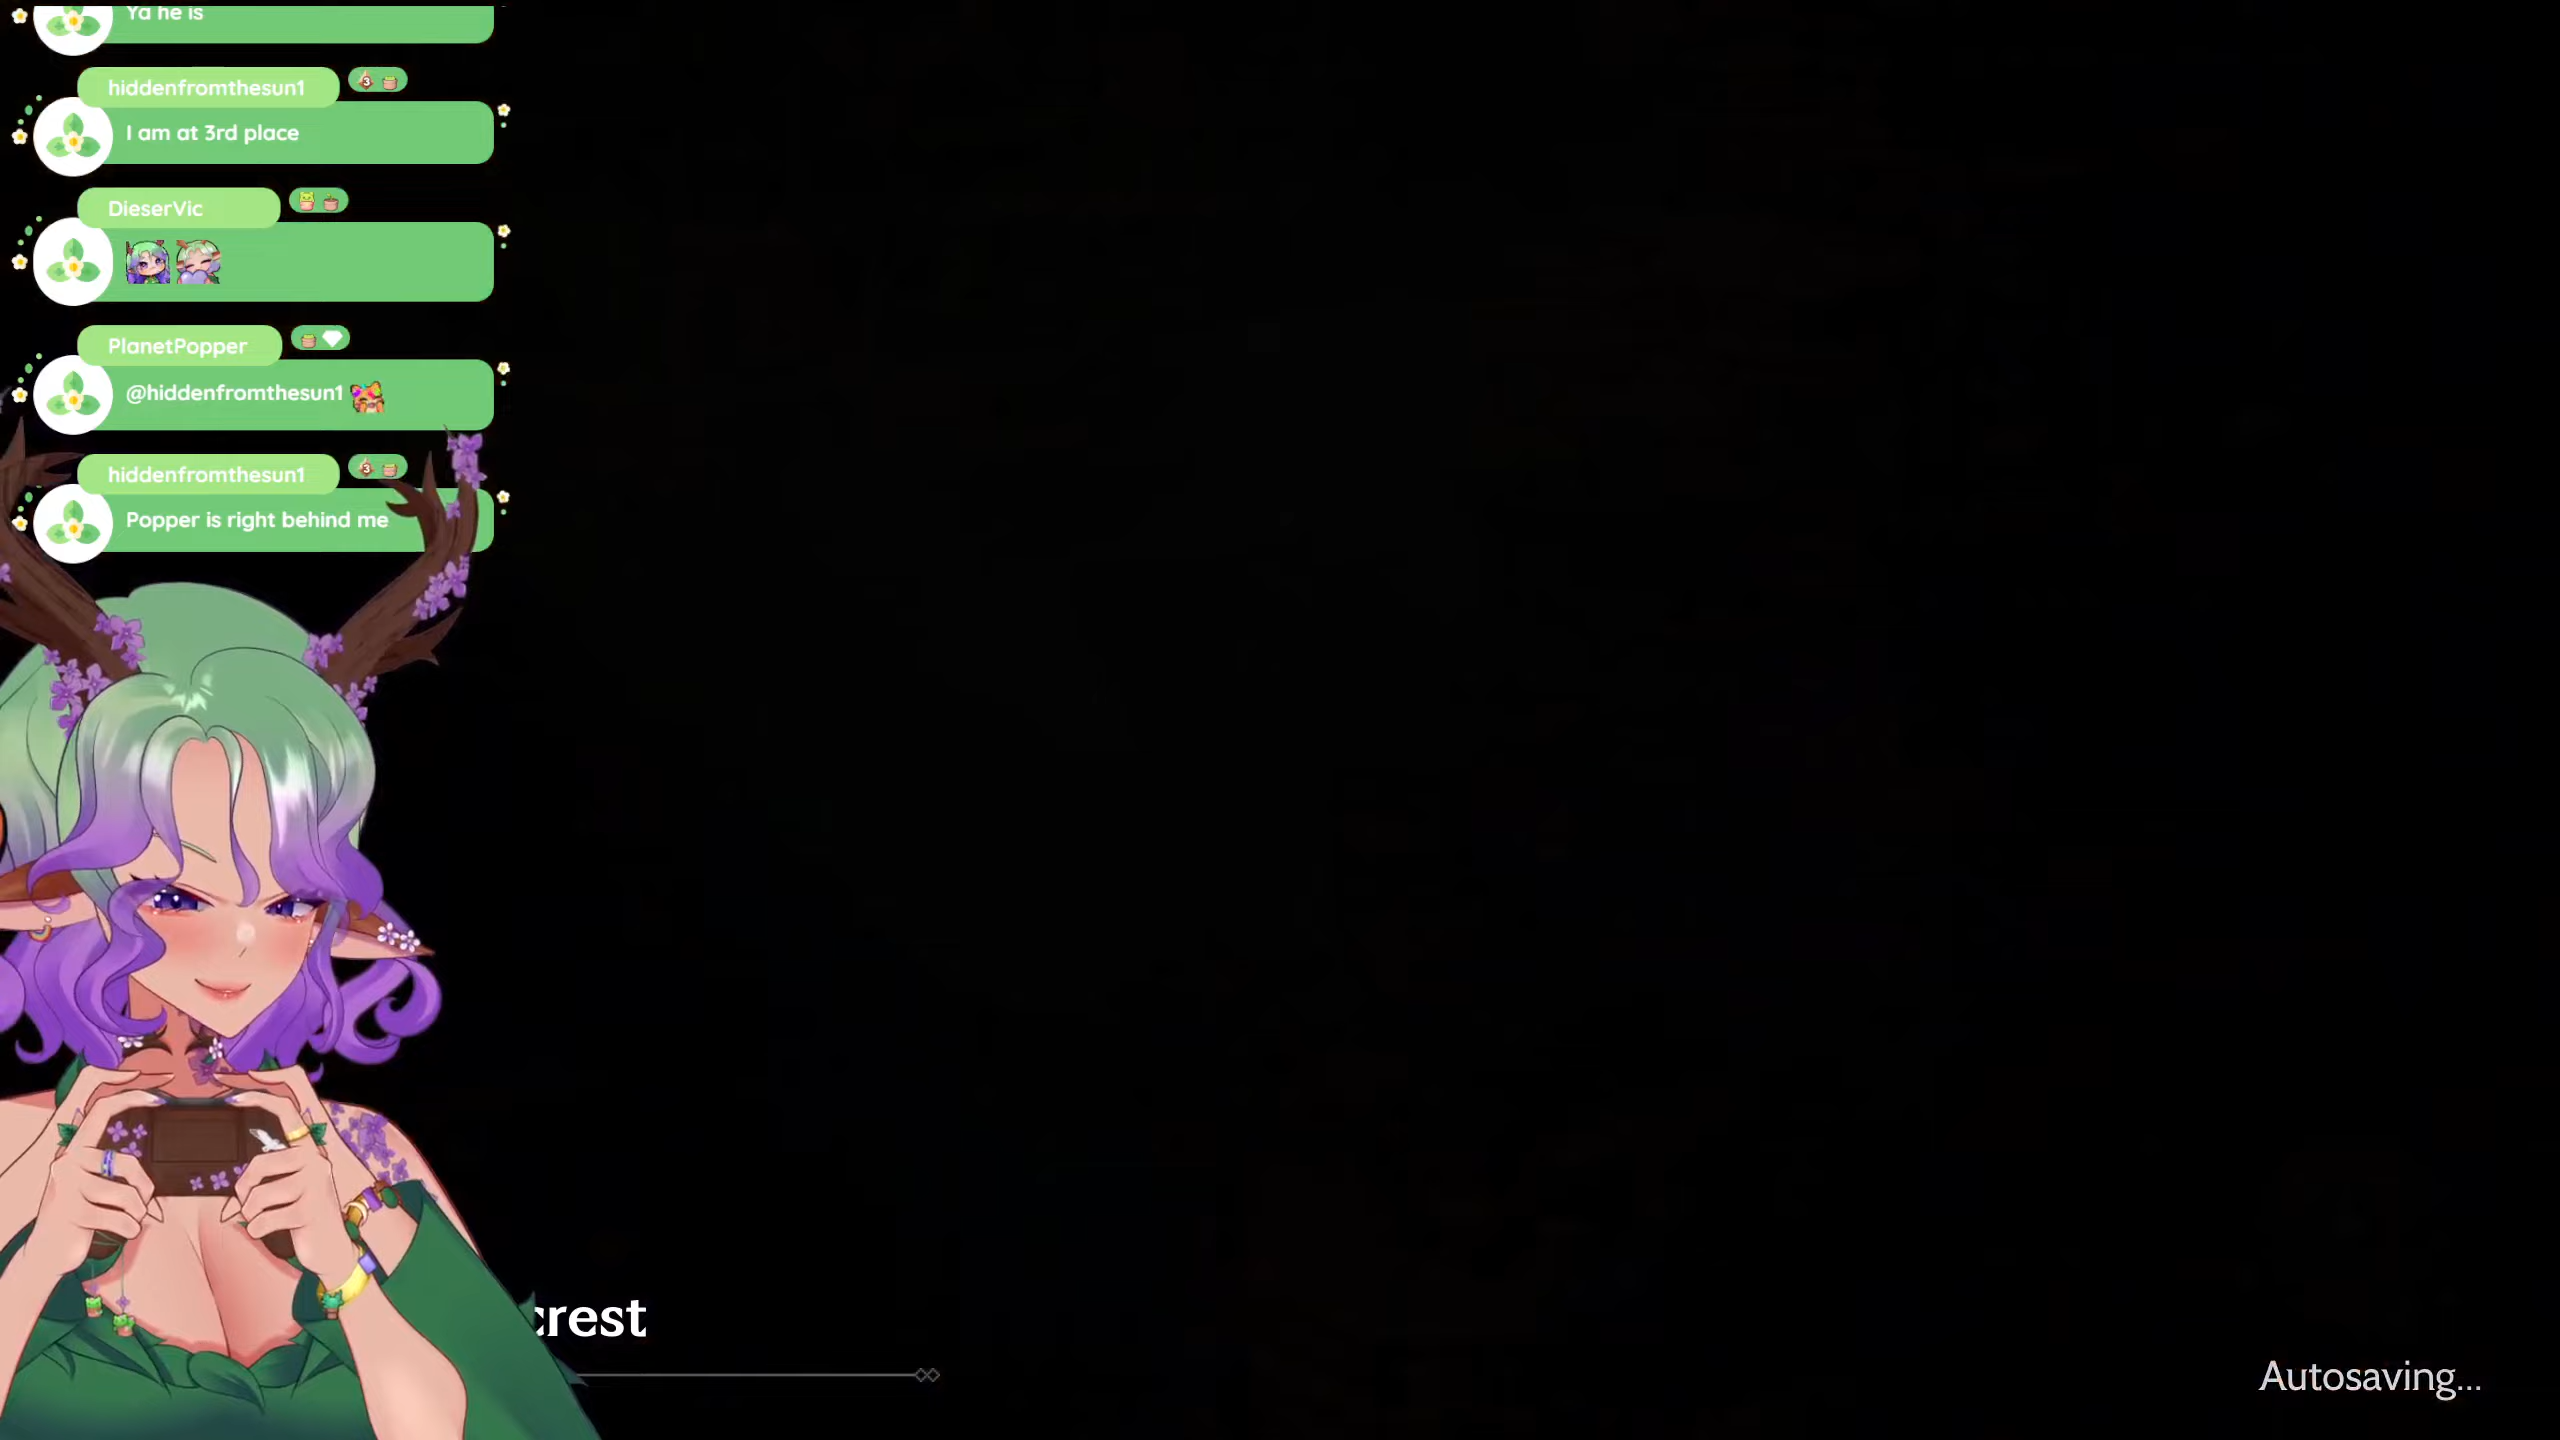 Ya he is
hiddenfromthesun1
I am at 3rd place
DieserVic
PlanetPopper
@hiddenfromthesun1
hiddenfromthesun1
Popper is right behind me
crest
Autosaving...